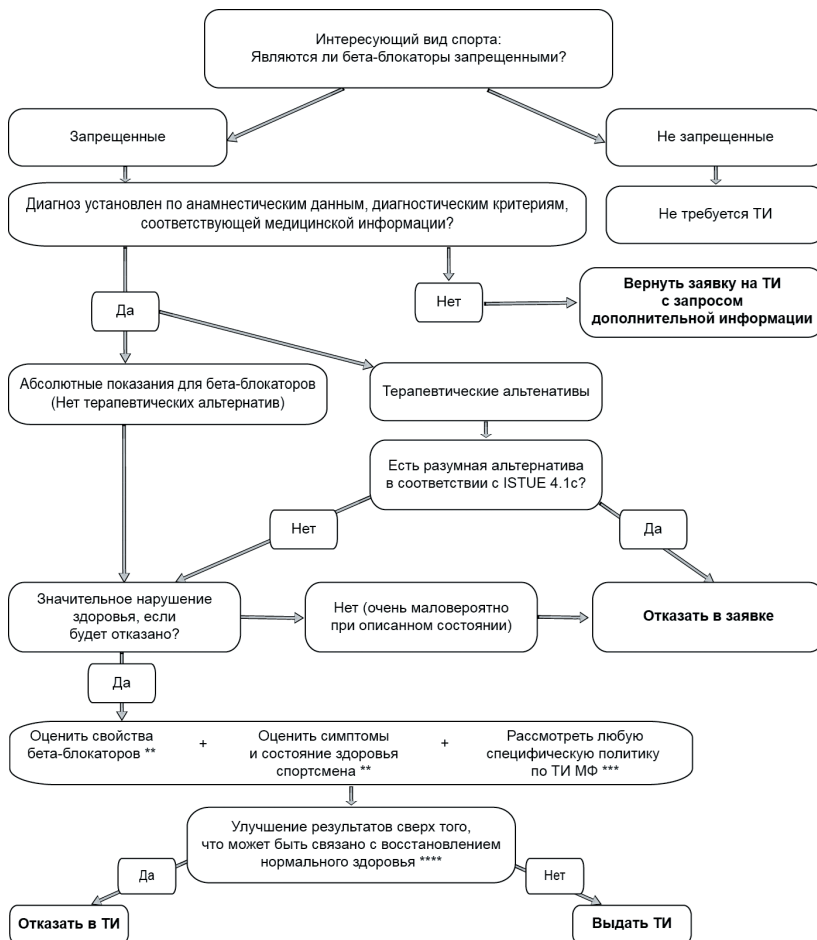 Интересующий вид спорта:
Являются ли бета-блокаторы запрещенными?
Запрещенные
Не запрещенные
Диагноз установлен по анамнестическим данным, диагностическим критериям,
соответствующей медицинской информации?
Не требуется ТИ
Да
Нет
Вернуть заявку на ТИ
с запросом
дополнительной информации
Абсолютные показания для бета-блокаторов
(Нет терапевтических альтернатив)
Терапевтические альтенативы
Есть разумная альтернатива
в соответствии с ISTUE 4.1c?
Нет
Да
Значительное нарушение
здоровья, если
будет отказано?
Нет (очень маловероятно
при описанном состоянии)
Отказать в заявке
Да
Оценить свойства
бета-блокаторов **
+
Оценить симптомы
и состояние здоровья
спортсмена **
+
Рассмотреть любую
специфическую политику
по ТИ МФ ***
Улучшение результатов сверх того,
что может быть связано с восстановлением
нормального здоровья ****
Да
Нет
Отказать в ТИ
Выдать ТИ